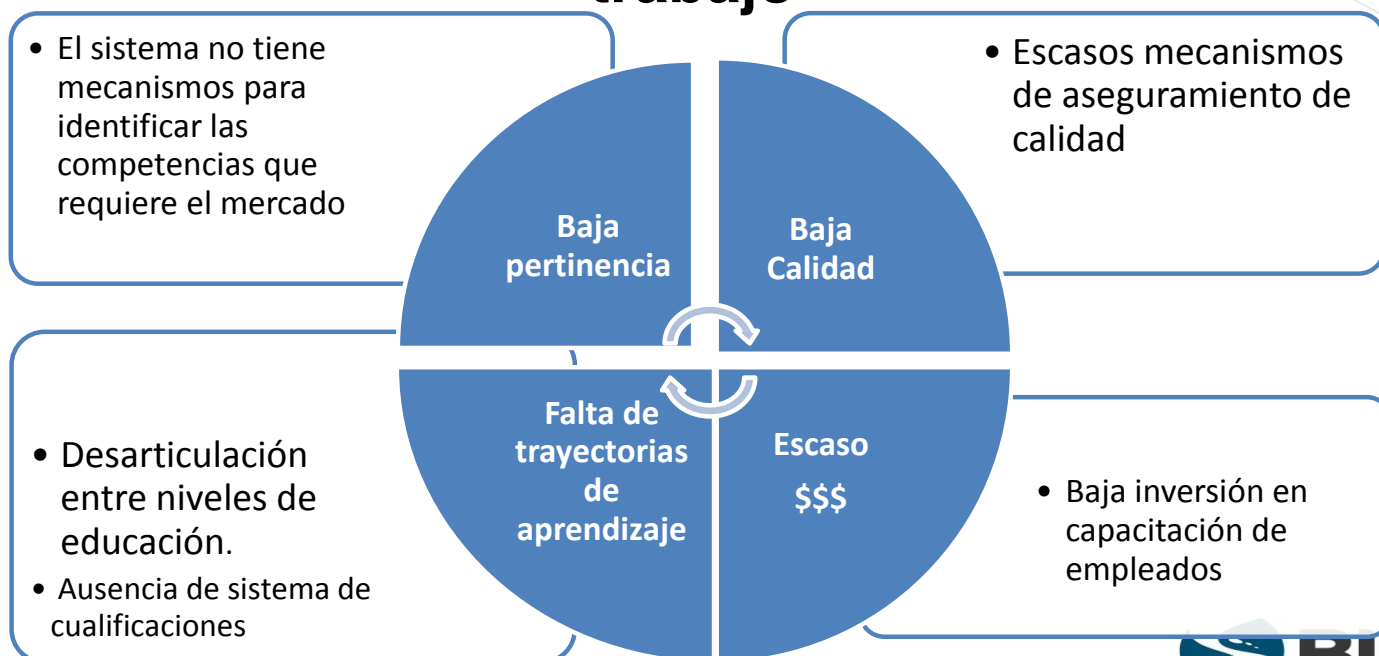 trabajo
• El sistema no tiene
mecanismos para
identificar las
competencias que
requiere el mercado
• Escasos mecanismos
de aseguramiento de
calidad
Baja
pertinencia
Baja
Calidad
Falta de
trayectorias
de
aprendizaje
Escaso
$$$
• Desarticulación
entre niveles de
educación.
• Ausencia de sistema de
cualificaciones
• Baja inversión en
capacitación de
empleados